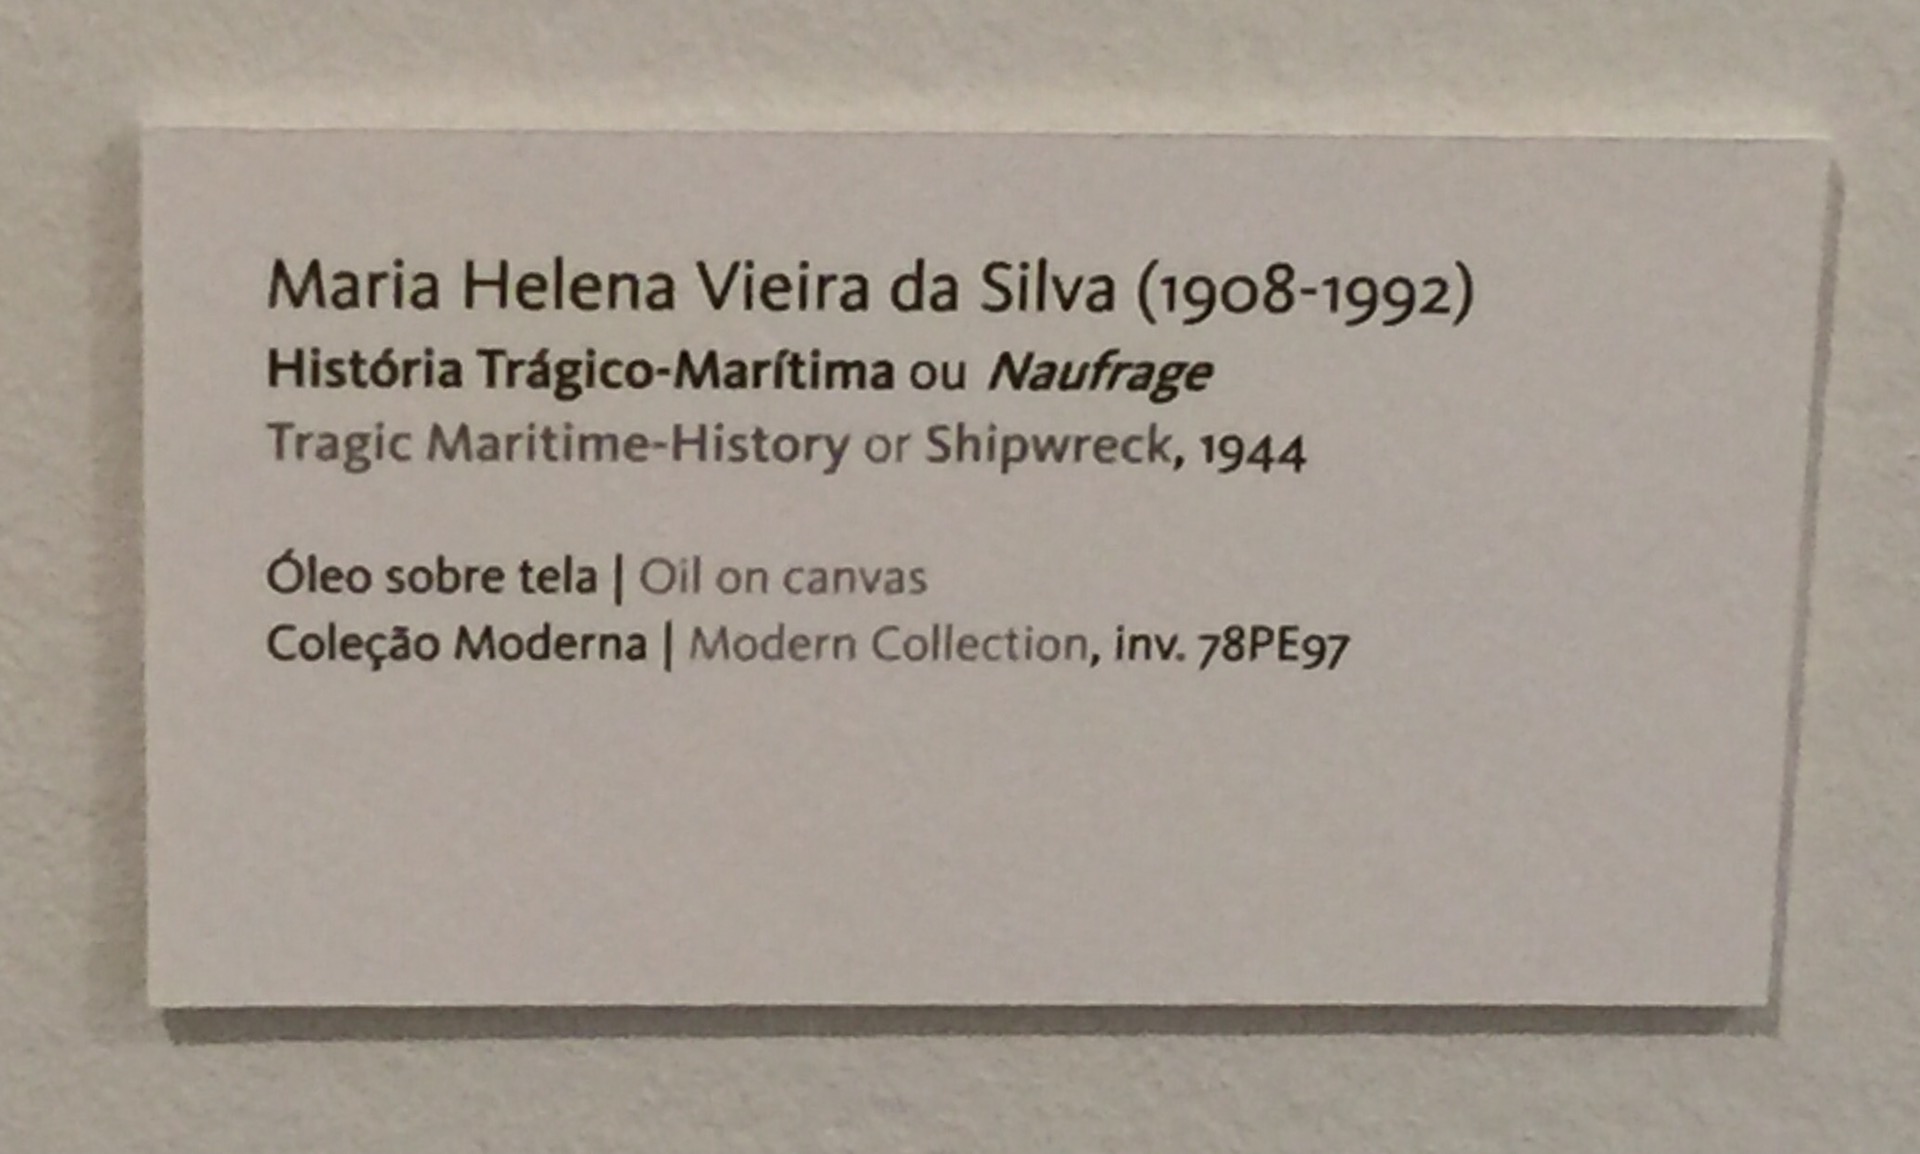 Maria Helena Vieira da Silva (1908-1992)
História Trágico-Marítima ou Naufrage
Tragic Maritime-History or Shipwreck, 1944
Óleo sobre tela | Oil on canvas
Coleção Moderna | Modern Collection, inv. 78PE97